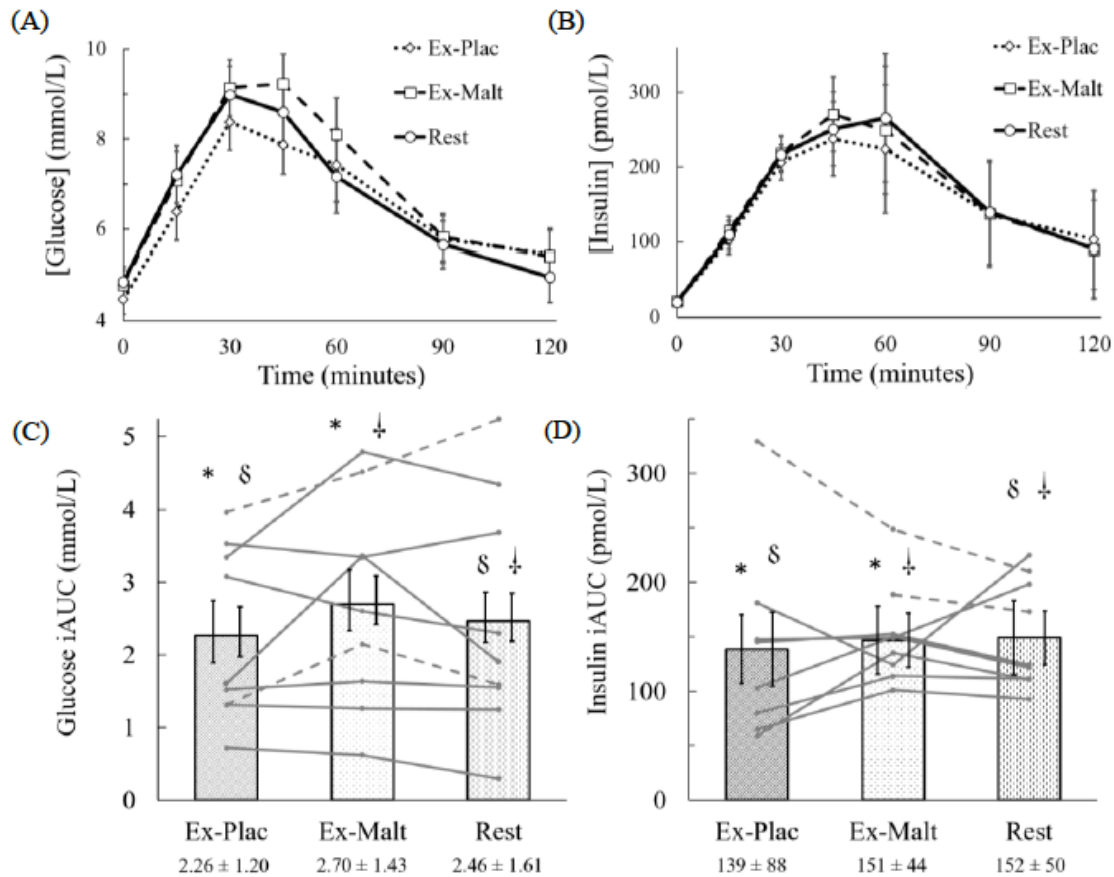 (A)
[Glucose] (mmol/L)
10
8
6
4
0
30
60
90
120
Time (minutes)
Ex-Plac
Ex-Malt
Rest
(B)
[Insulin] (pmol/L)
300
200
100
0
0
30
60
90
120
Time (minutes)
Ex-Plac
Ex-Malt
Rest
(C)
Glucose iAUC (mmol/L)
5
4
3
2
1
0
* §
* ⸸
§ ⸸
Ex-Plac
Ex-Malt
Rest
2.26 ± 1.20
2.70 ± 1.43
2.46 ± 1.61
(D)
Insulin iAUC (pmol/L)
300
200
100
0
* §
* ⸸
§ ⸸
Ex-Plac
Ex-Malt
Rest
139 ± 88
151 ± 44
152 ± 50